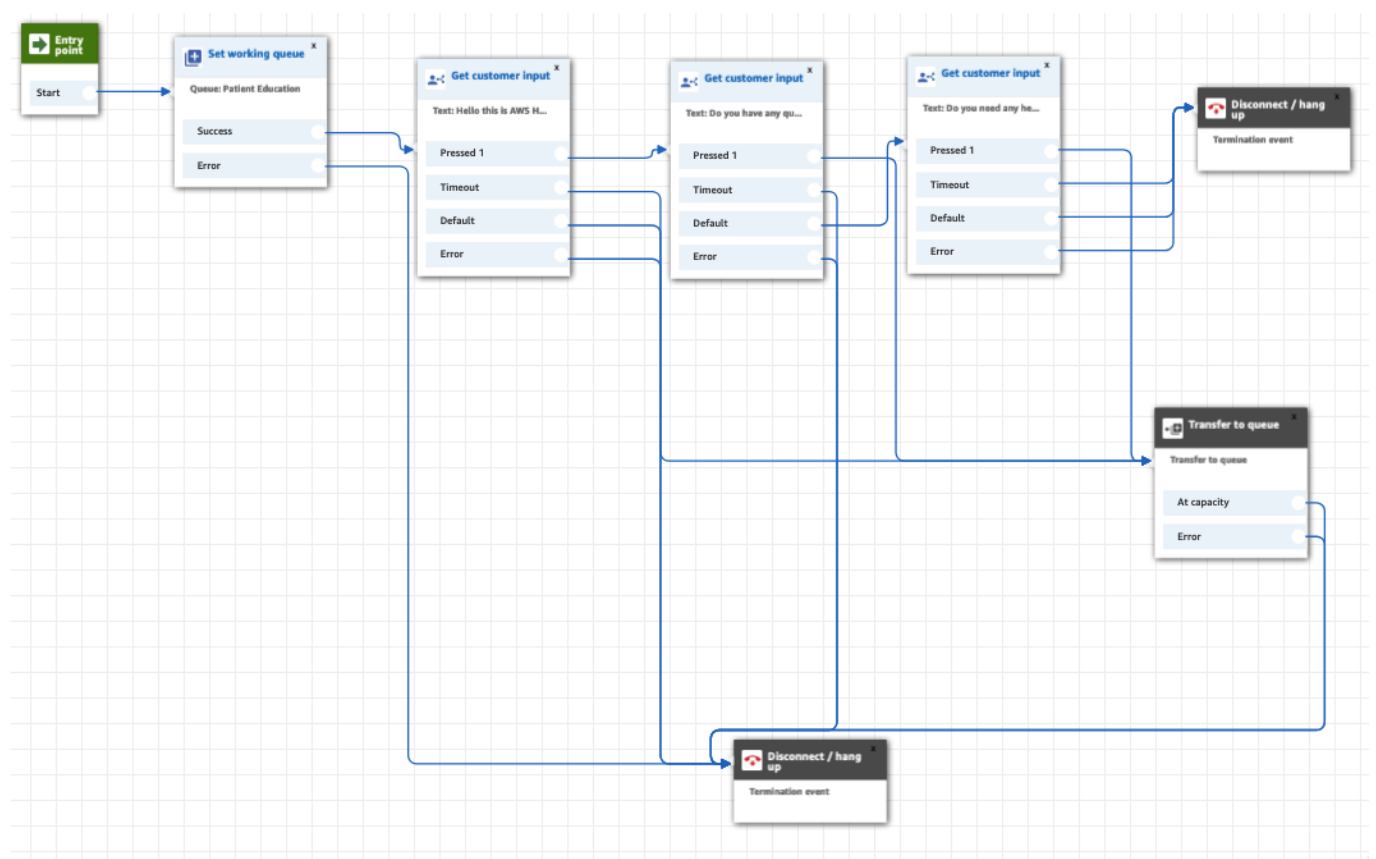 Entry
point
Start
x
Set working queue
Queue: Patient Education
Success
Error
x
Get customer input
Text: Hello this is AWS H...
Pressed 1
Timeout
Default
Error
x
Get customer input
Text: Do you have any qu...
Pressed 1
Timeout
Default
Error
x
Get customer input
Text: Do you need any he...
Pressed 1
Timeout
Default
Error
x
Disconnect / hang
up
Termination event
x
Transfer to queue
Transfer to queue
At capacity
Error
x
Disconnect / hang
up
Termination event